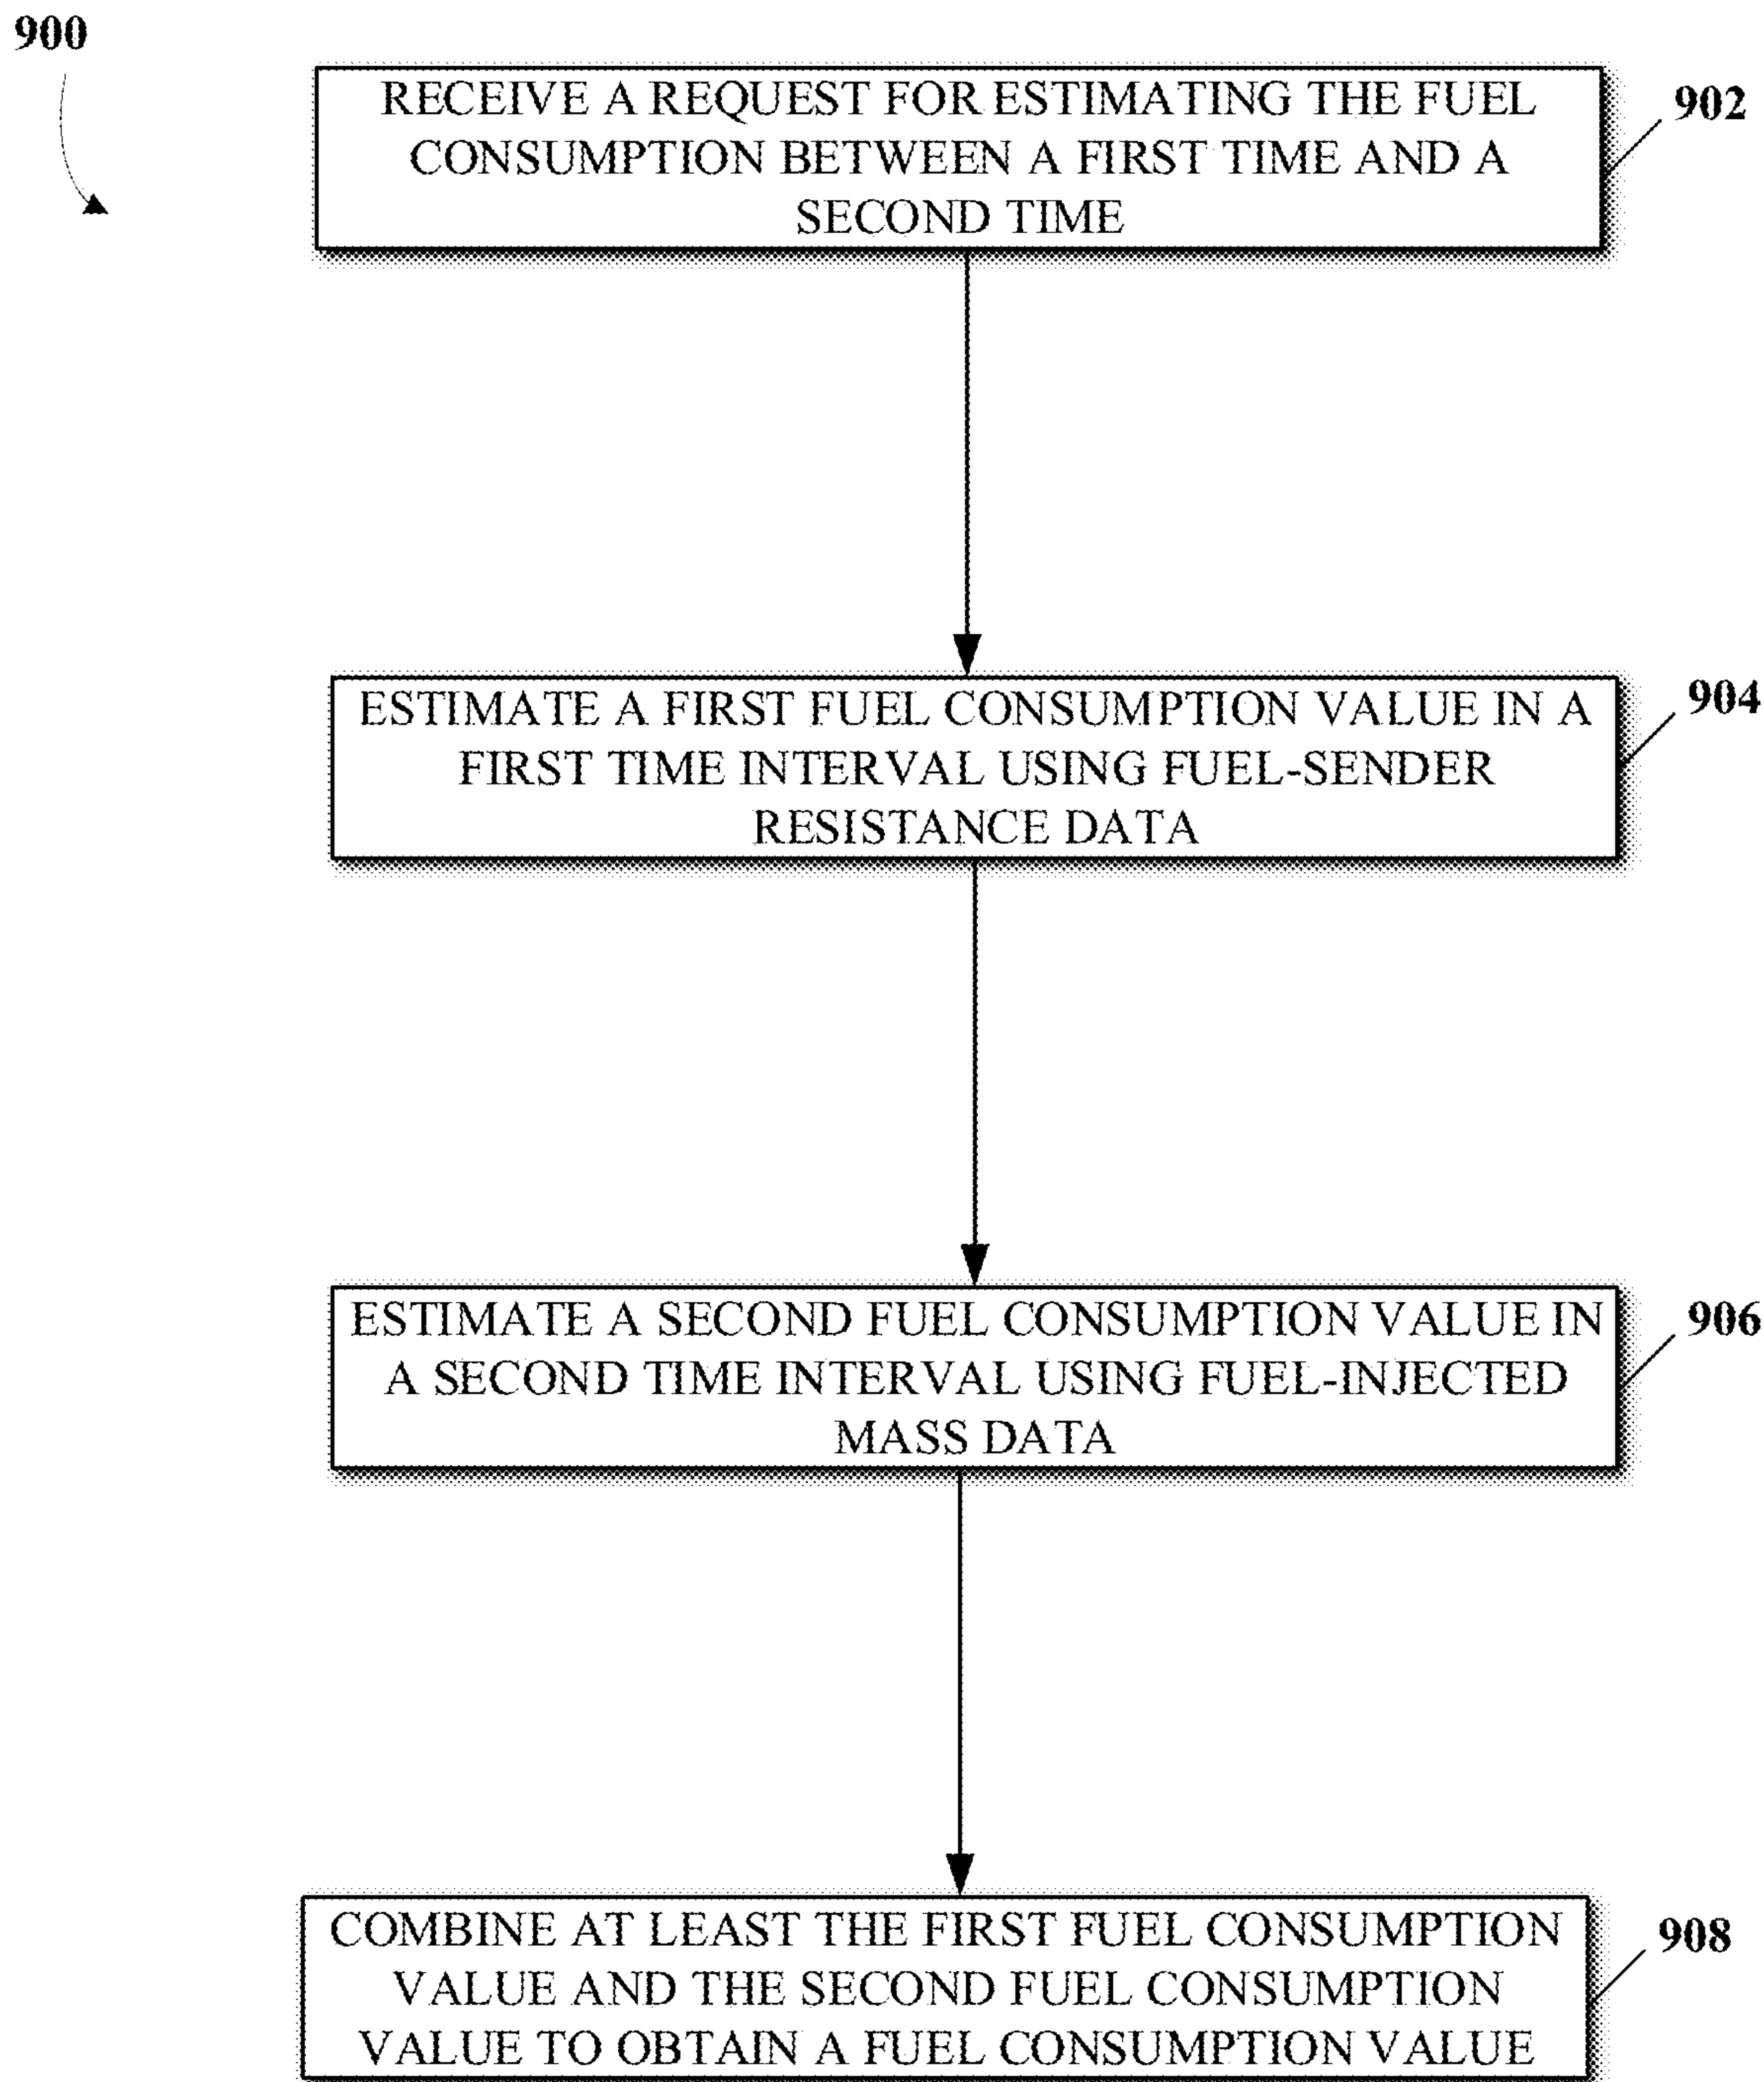 900
RECEIVE A REQUEST FOR ESTIMATING THE FUEL
CONSUMPTION BETWEEN A FIRST TIME AND A
SECOND TIME
902
ESTIMATE A FIRST FUEL CONSUMPTION VALUE IN A
FIRST TIME INTERVAL USING FUEL-SENDER
RESISTANCE DATA
904
ESTIMATE A SECOND FUEL CONSUMPTION VALUE IN
A SECOND TIME INTERVAL USING FUEL-INJECTED
MASS DATA
906
COMBINE AT LEAST THE FIRST FUEL CONSUMPTION
VALUE AND THE SECOND FUEL CONSUMPTION
VALUE TO OBTAIN A FUEL CONSUMPTION VALUE
908